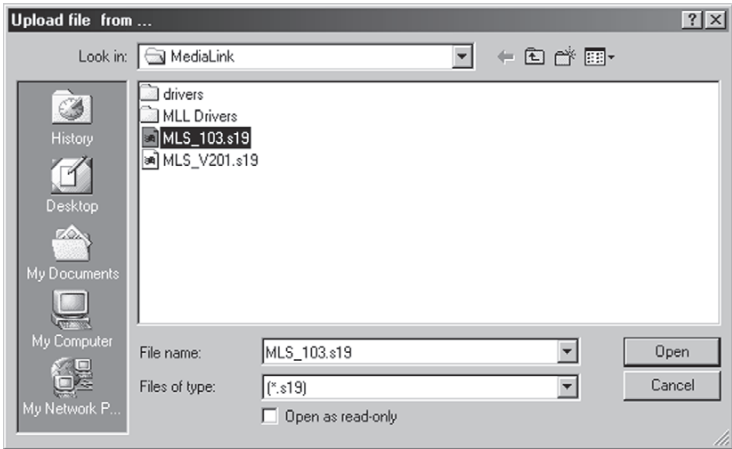 Upload file from ...
Look in: MediaLink
drivers
MLL Drivers
MLS_103.s19
MLS_V201.s19
History
Desktop
My Documents
My Computer
My Network P...
File name: MLS_103.s19 Open
Files of type: (*.s19) Cancel
Open as read-only